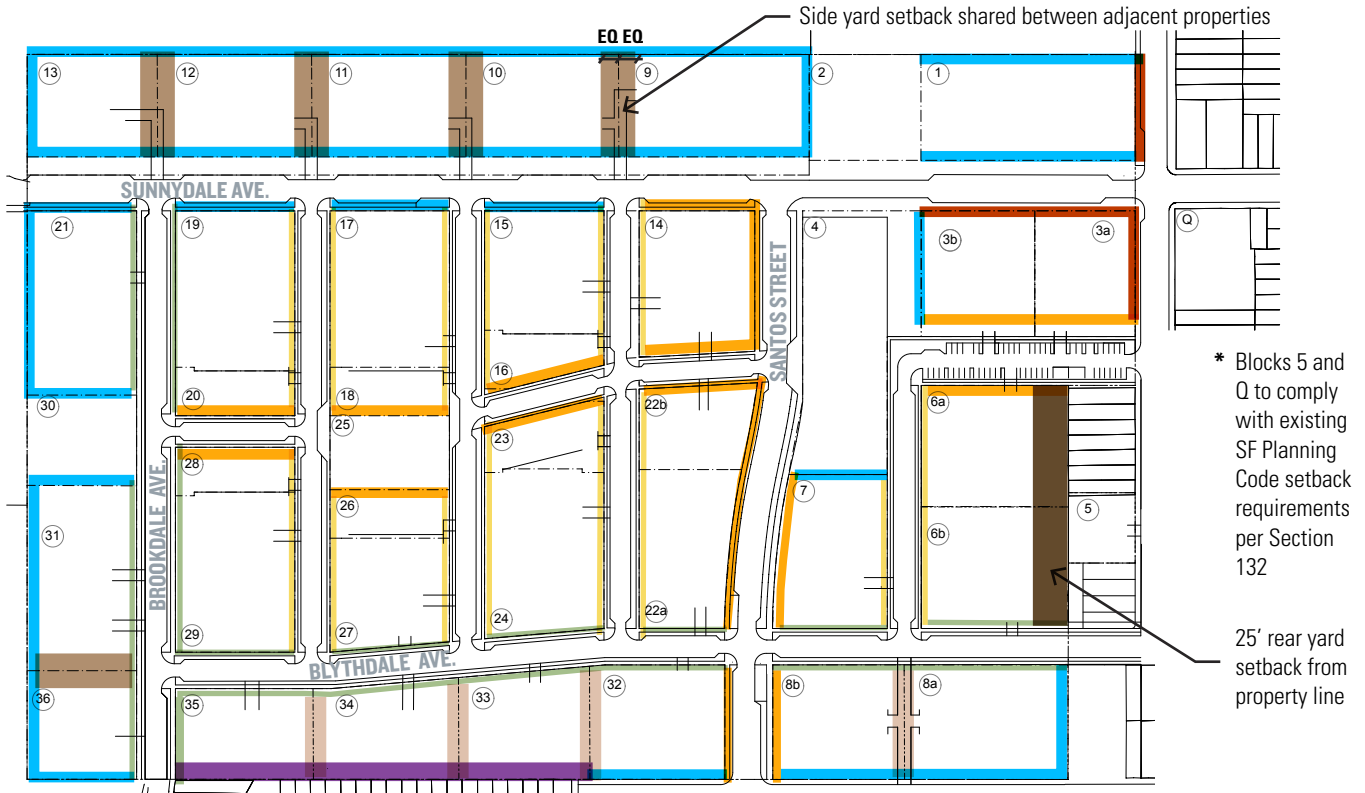 Side yard setback shared between adjacent properties
EQ EQ
13
12
11
10
9
2
1
SUNNYDALE AVE.
21
19
17
15
14
4
3b
3a
Q
SANTOS STREET
* Blocks 5 and
Q to comply
with existing
SF Planning
Code setback
requirements
per Section
132
16
30
20
18
25
23
22b
6a
28
26
7
5
31
6b
BROOKDALE AVE.
29
27
24
22a
25' rear yard
setback from
property line
BLYTHDALE AVE.
36
35
34
33
32
8b
8a